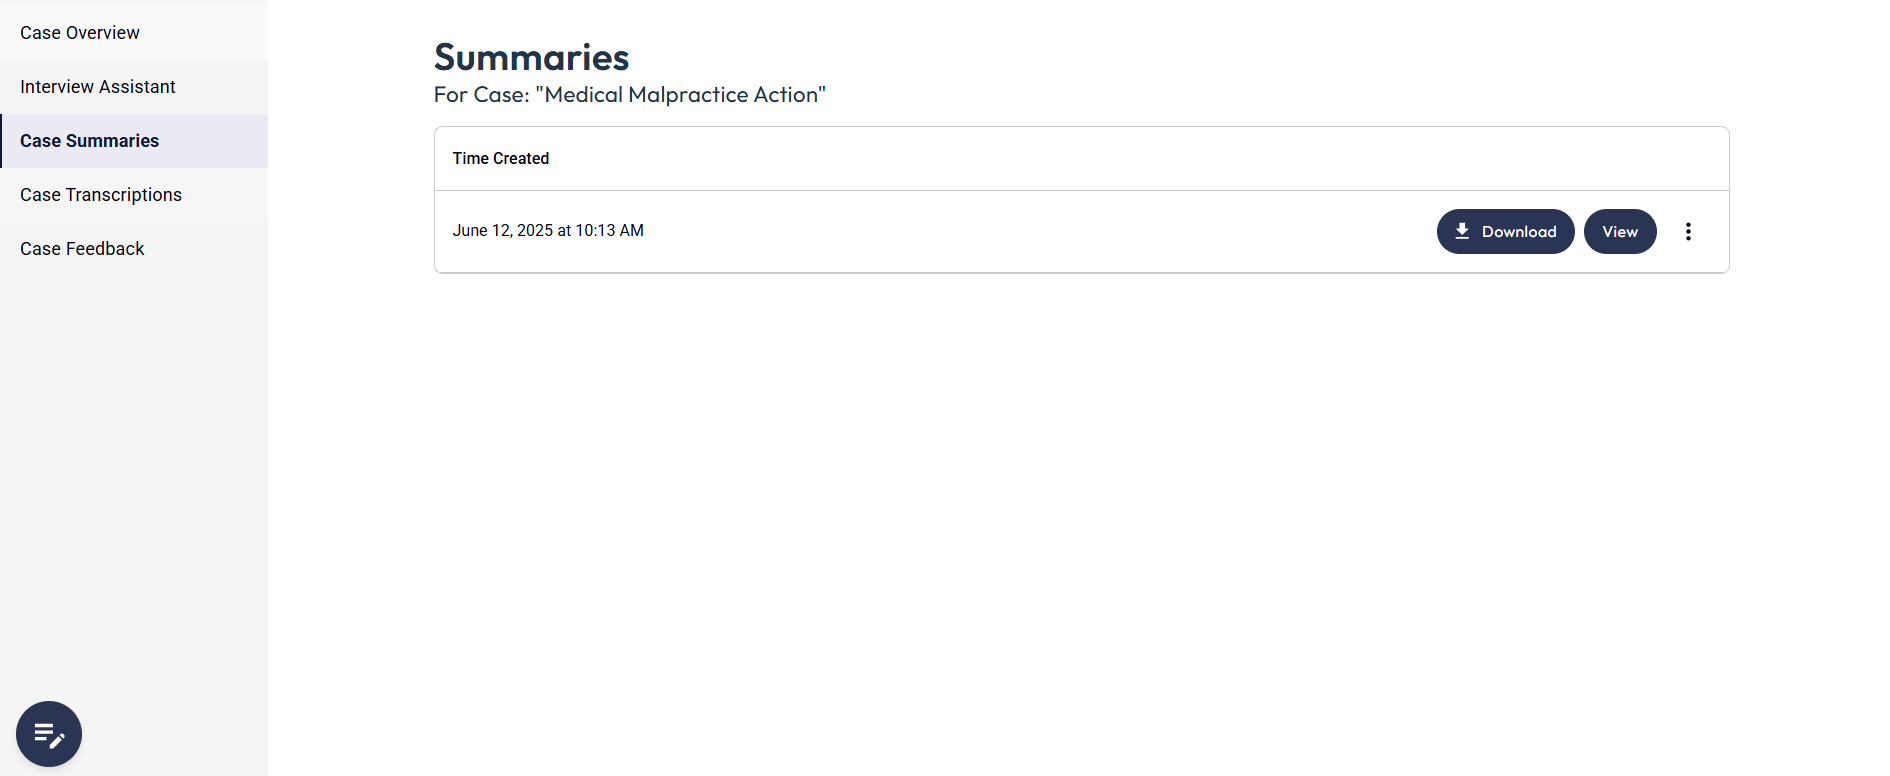 Case Overview
Interview Assistant
Case Summaries
Case Transcriptions
Case Feedback
Summaries
For Case: "Medical Malpractice Action"
Time Created
June 12, 2025 at 10:13 AM
Download
View